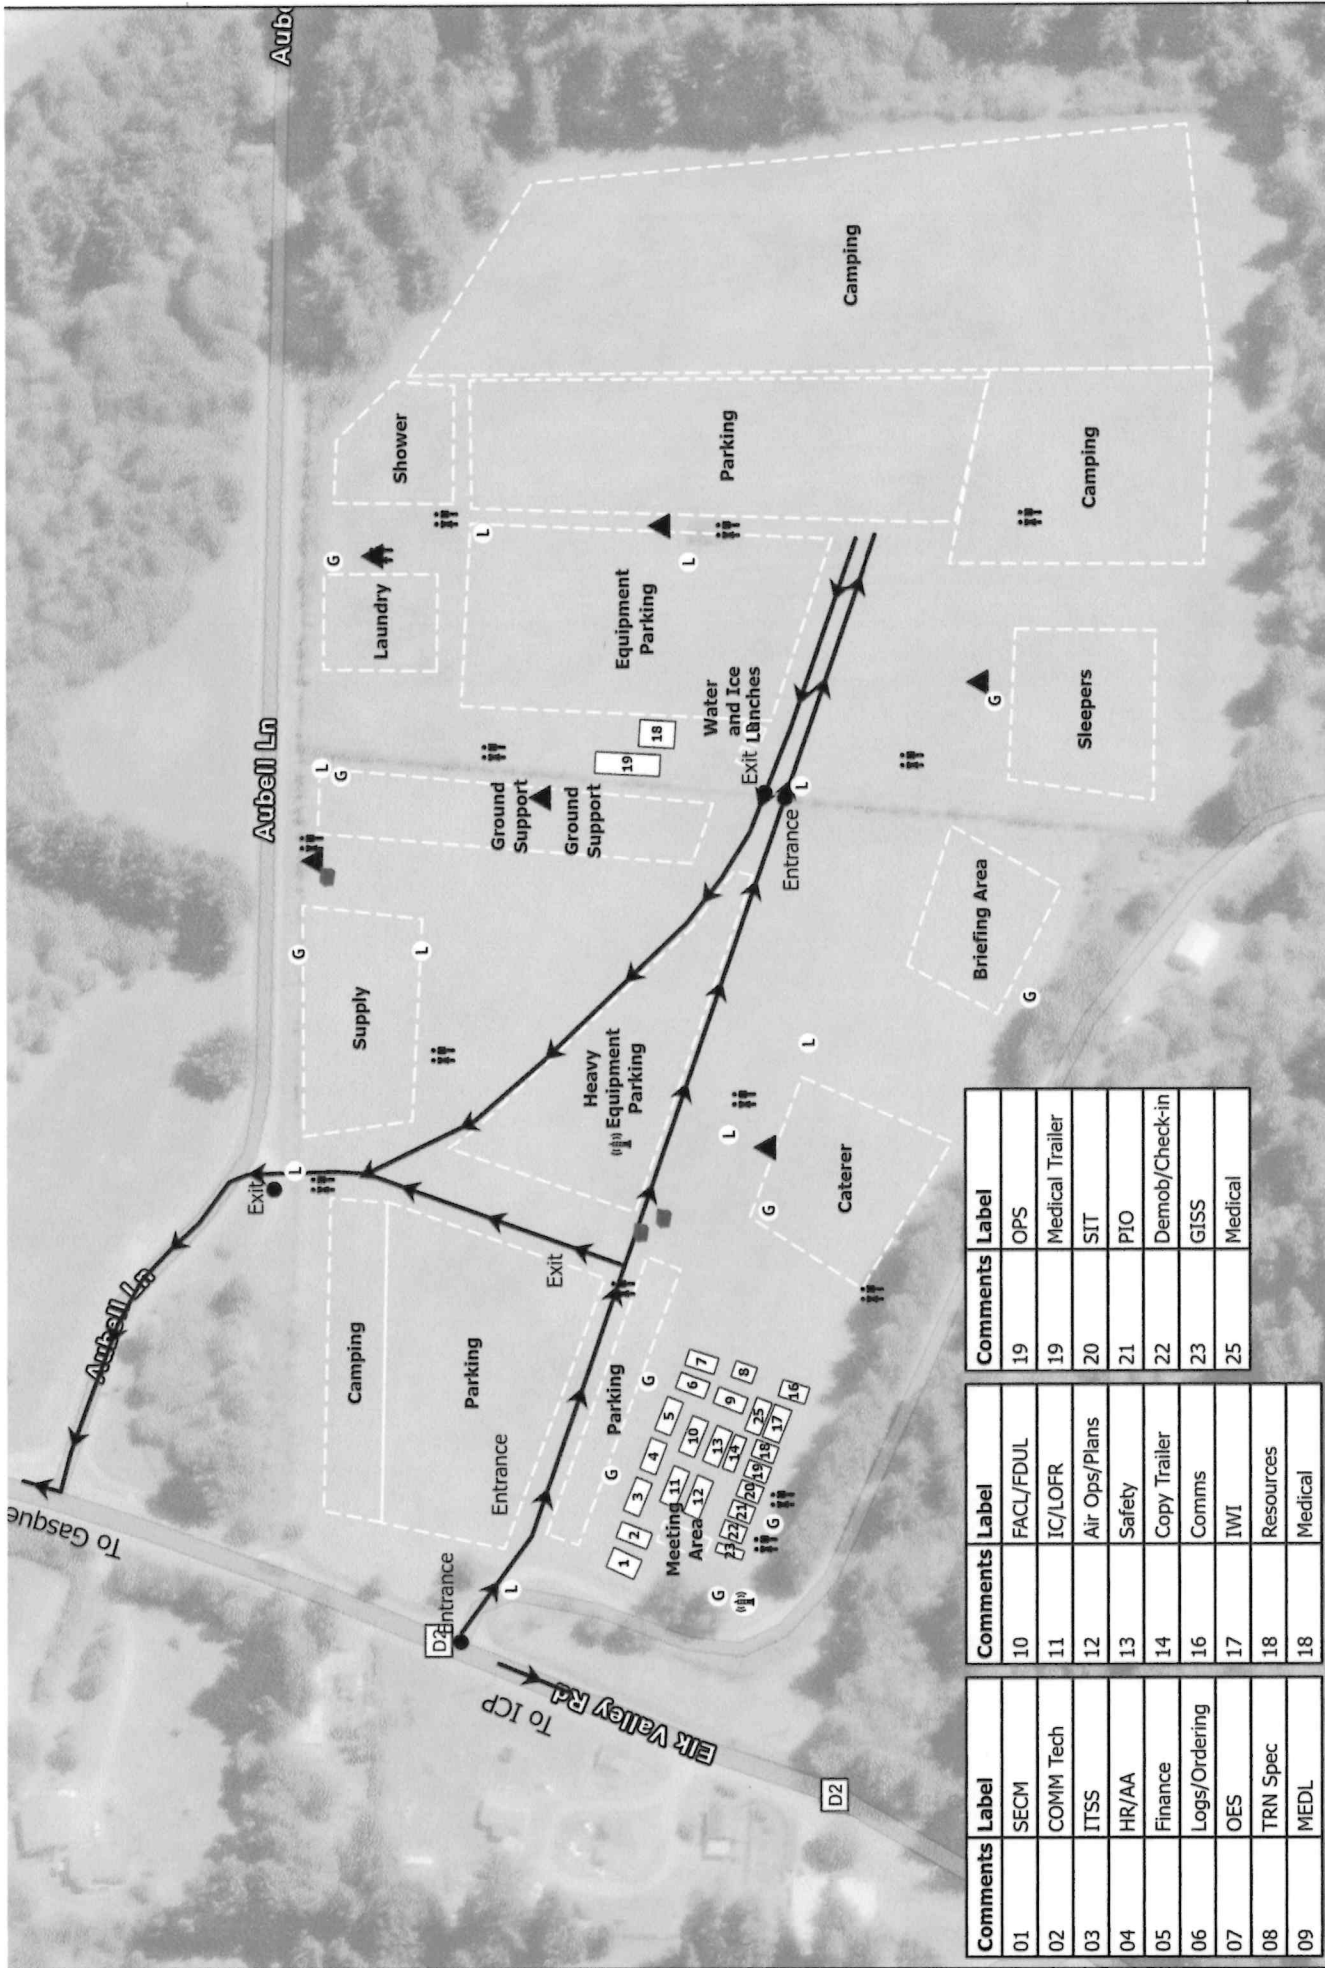 Aubell Ln
Aubell Ln
Aub
To Gasque
Exit
L
G
Supply
L
L
G
Laundry
G
Shower
Camping
Parking
Exit
Heavy
Equipment
Parking
Ground
Support
Ground
Support
19
18
Equipment
Parking
L
L
Parking
Camping
D2
Entrance
L
Entrance
Parking
G
G
Water
and Ice
Lunches
Exit
L
Entrance
To ICP
Elk Valley Rd
D2
Meeting
Area
1
2
3
4
5
6
7
8
9
10
11
12
13
14
25
16
17
18
19
20
21
22
23
G
G
Caterer
G
L
L
Briefing Area
G
Sleepers
G
Camping
Comments Label
01 SECM
02 COMM Tech
03 ITSS
04 HR/AA
05 Finance
06 Logs/Ordering
07 OES
08 TRN Spec
09 MEDL
Comments Label
10 FACL/FDUL
11 IC/LOFR
12 Air Ops/Plans
13 Safety
14 Copy Trailer
16 Comms
17 IWI
18 Resources
18 Medical
Comments Label
19 OPS
19 Medical Trailer
20 SIT
21 PIO
22 Demob/Check-in
23 GISS
25 Medical